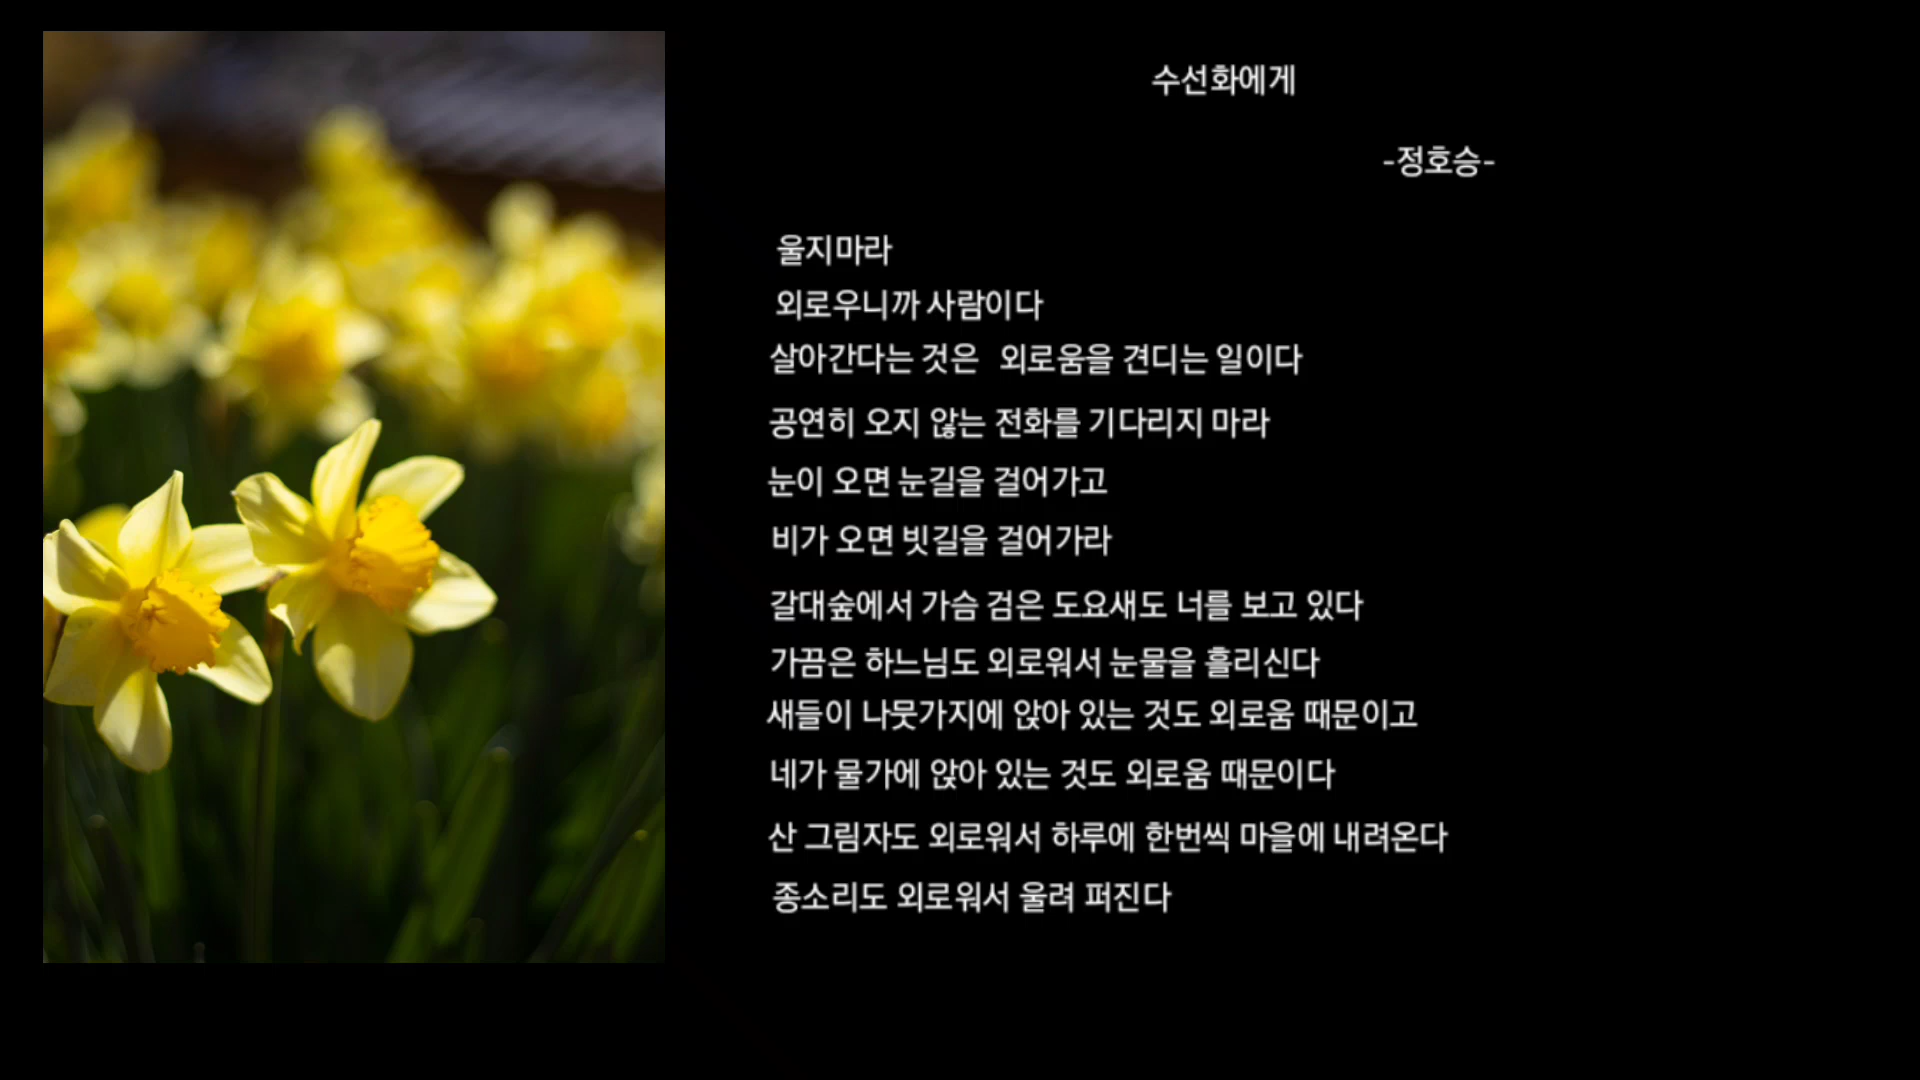 수선화에게
-정호승-
울지마라
외로우니까 사람이다
살아간다는 것은 외로움을 견디는 일이다
공연히 오지 않는 전화를 기다리지 마라
눈이 오면 눈길을 걸어가고
비가 오면 빗길을 걸어가라
갈대숲에서 가슴 검은 도요새도 너를 보고 있다
가끔은 하느님도 외로워서 눈물을 흘리신다
새들이 나뭇가지에 앉아 있는 것도 외로움 때문이고
네가 물가에 앉아 있는 것도 외로움 때문이다
산 그림자도 외로워서 하루에 한번씩 마을에 내려온다
종소리도 외로워서 울려 퍼진다